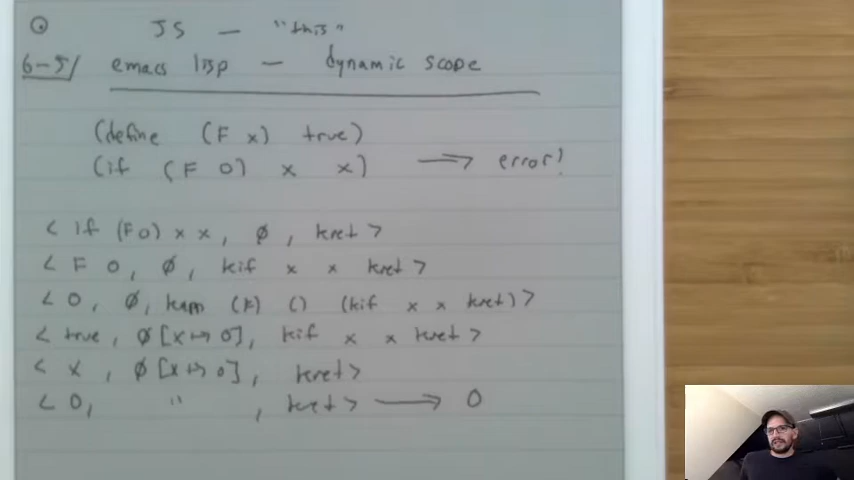 JS — "this"
6-5/ emacs lisp — dynamic scope
(define (F x) true)
(if (F 0) x x) ⟹ error?
< if (F 0) x x, ∅, kret >
< F 0, ∅, kif x x kret >
< 0, ∅, kapp (F) () (kif x x kret) >
< true, ∅[x↦0], kif x x kret >
< x, ∅[x↦0], kret >
< 0, ", kret > ⟶ 0